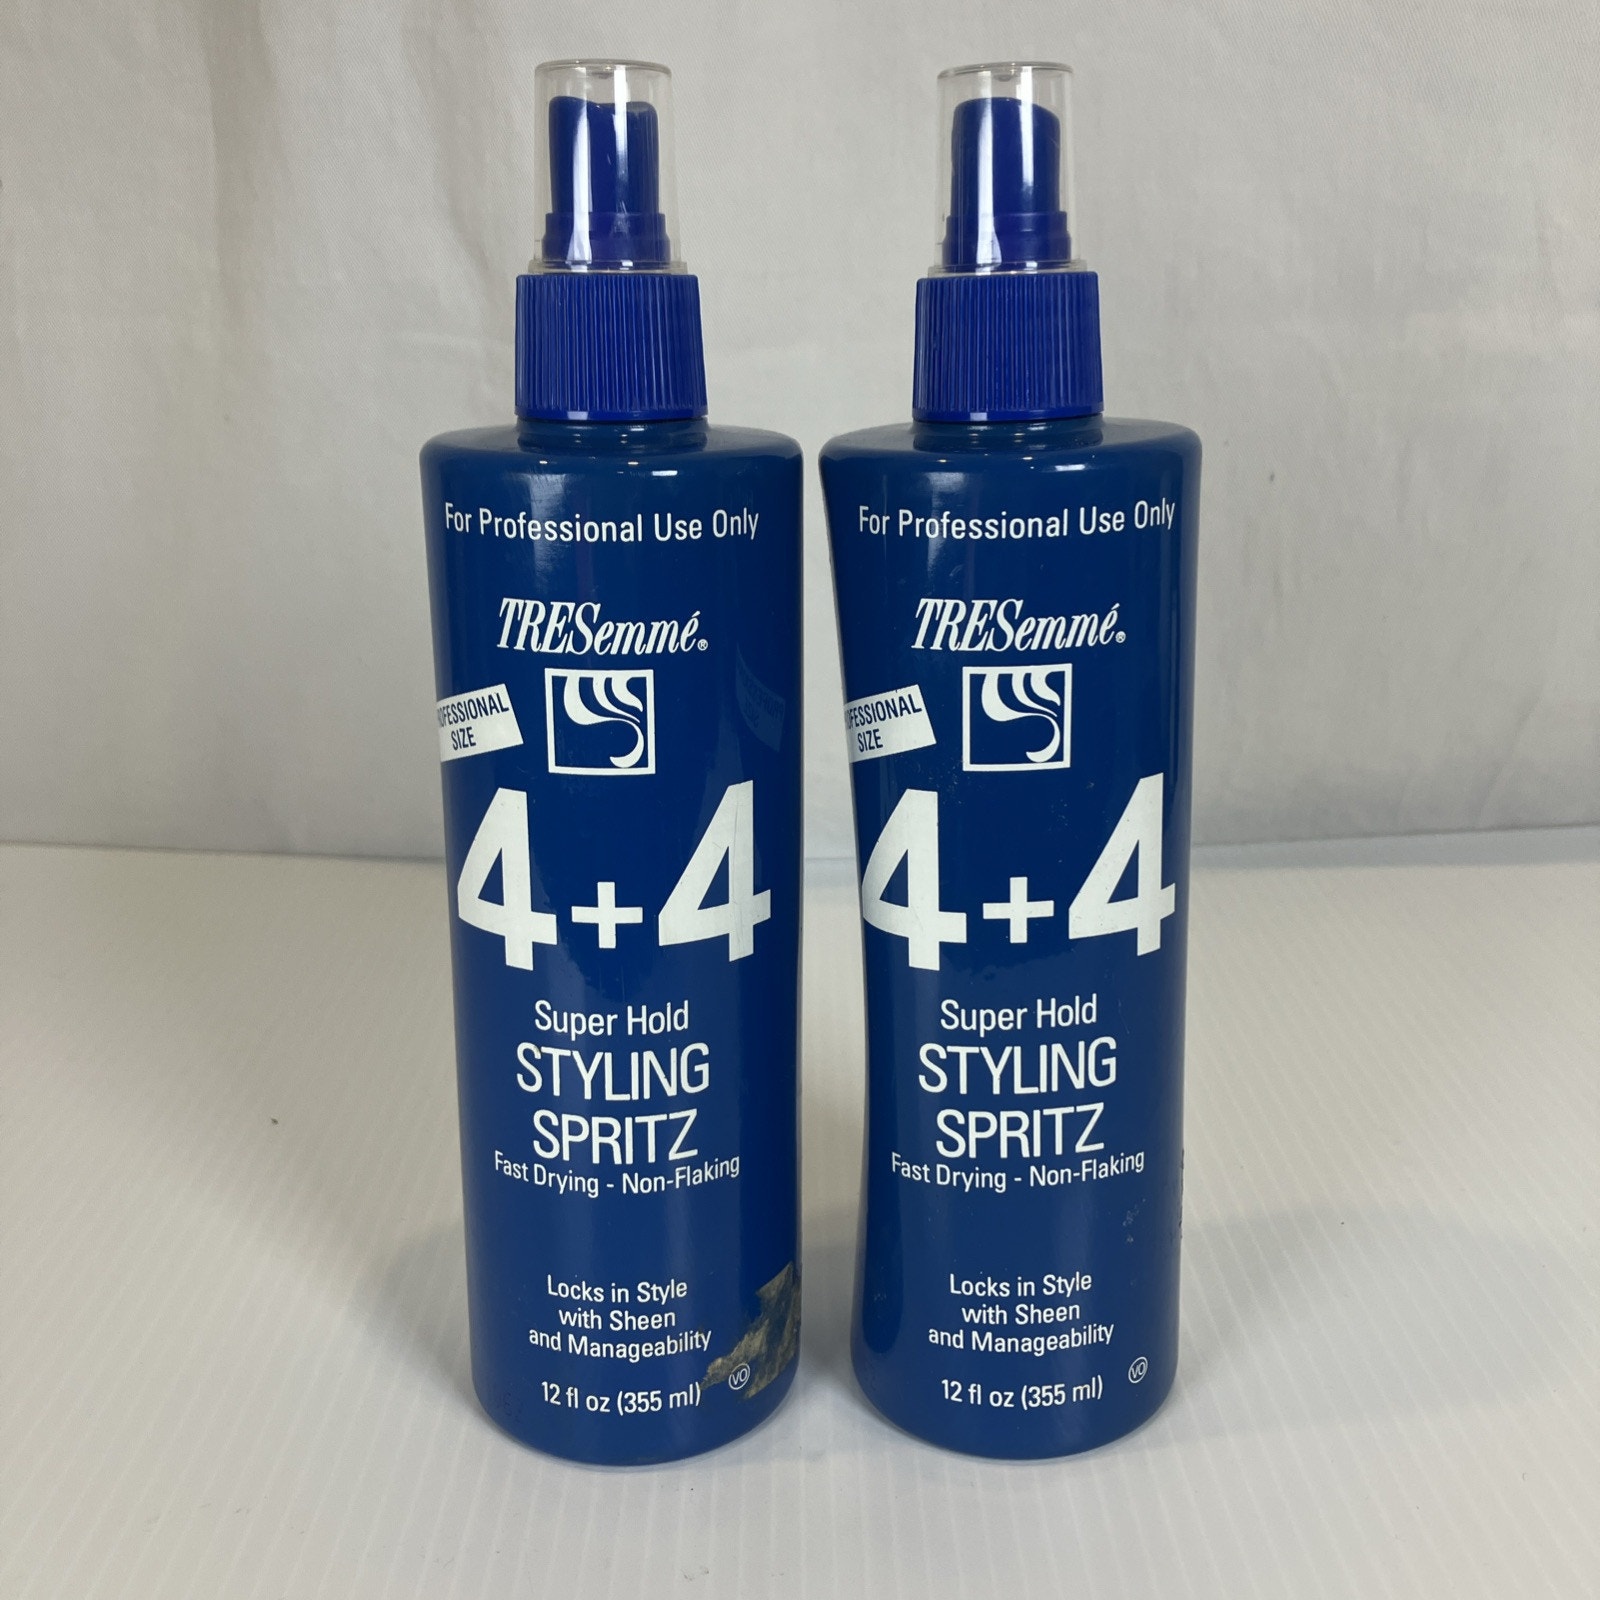 For Professional Use Only
TRESemmé®
SIZE
4+4
Super Hold
STYLING
SPRITZ
Fast Drying - Non-Flaking
Locks in Style
with Sheen
and Manageability
12 fl oz (355 ml)
VO
For Professional Use Only
TRESemmé®
SIZE
4+4
Super Hold
STYLING
SPRITZ
Fast Drying - Non-Flaking
Locks in Style
with Sheen
and Manageability
12 fl oz (355 ml)
VO